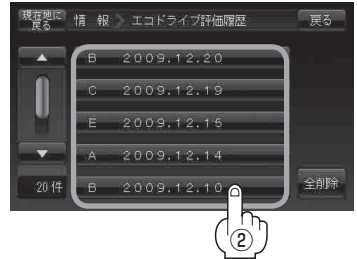 現在地に
戻る
情 報 エコドライブ評価履歴
戻る
B 2009.12.20
C 2009.12.19
E 2009.12.16
A 2009.12.14
B 2009.12.10
20件
全削除
②